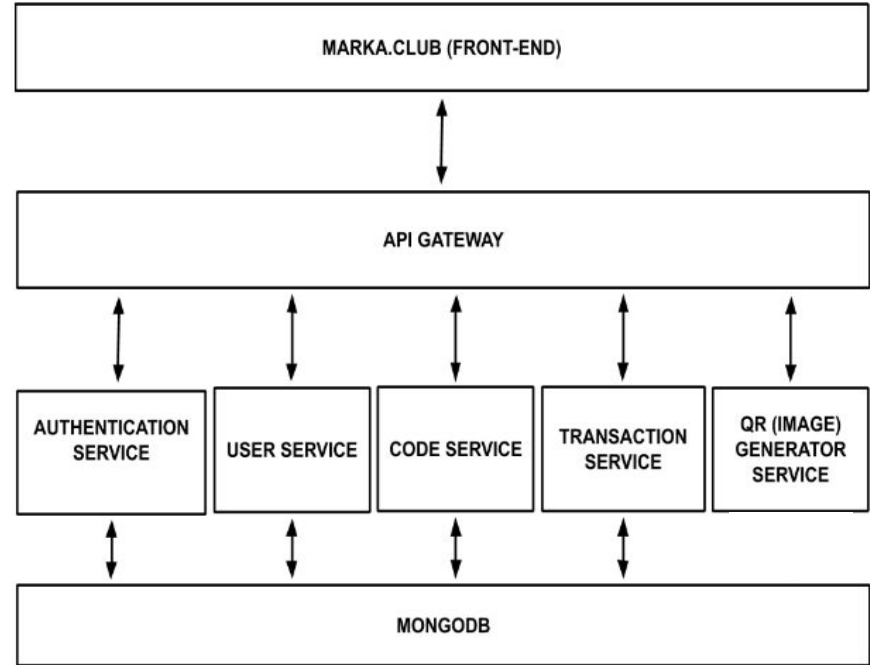 MARKA.CLUB (FRONT-END)
API GATEWAY
AUTHENTICATION
SERVICE
USER SERVICE
CODE SERVICE
TRANSACTION
SERVICE
QR (IMAGE)
GENERATOR
SERVICE
MONGODB